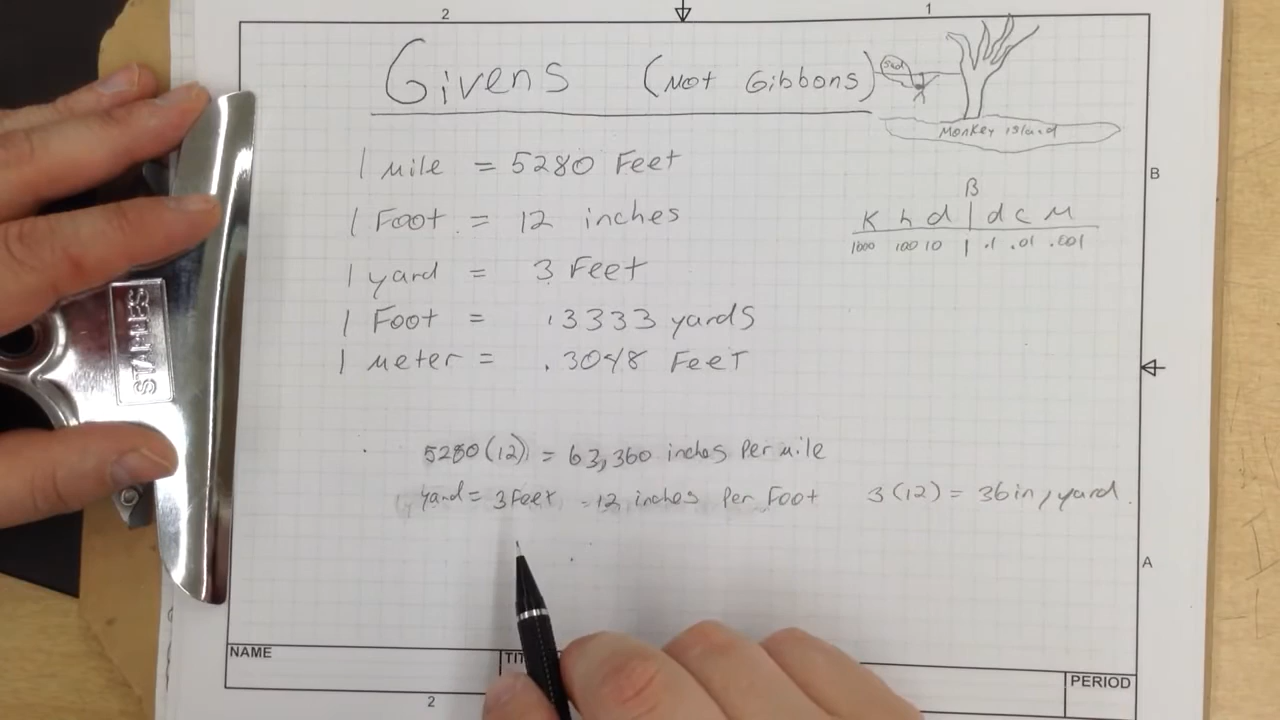 2 1
Givens (Not Gibbons)
Sad
Monkey island
1 Mile = 5280 Feet
1 Foot = 12 inches
1 yard = 3 Feet
1 Foot = .3333 yards
1 Meter = .3048 Feet
B
K h d | d c M
1000 100 10 1 .1 .01 .001
B
STAPLES
5280(12) = 63,360 inches Per Mile
yard = 3 Feet = 12 inches Per Foot 3(12) = 36 in, yard.
A
NAME
PERIOD
2